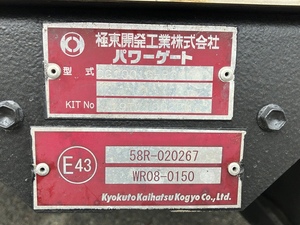 極東開発工業株式会社
パワーゲート
型式
KIT No
E43
58R-020267
WR08-0150
Kyokuto Kaihatsu Kogyo Co., Ltd.